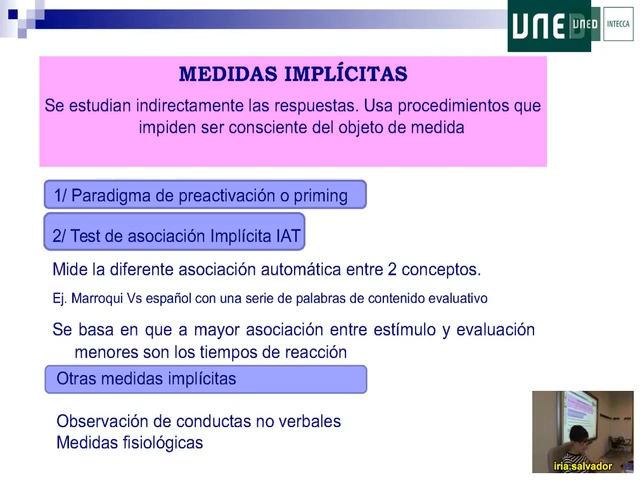 UNED
UNED
INTECCA
MEDIDAS IMPLÍCITAS
Se estudian indirectamente las respuestas. Usa procedimientos que
impiden ser consciente del objeto de medida
1/ Paradigma de preactivación o priming
2/ Test de asociación Implícita IAT
Mide la diferente asociación automática entre 2 conceptos.
Ej. Marroqui Vs español con una serie de palabras de contenido evaluativo
Se basa en que a mayor asociación entre estímulo y evaluación
menores son los tiempos de reacción
Otras medidas implícitas
Observación de conductas no verbales
Medidas fisiológicas
iria.salvador